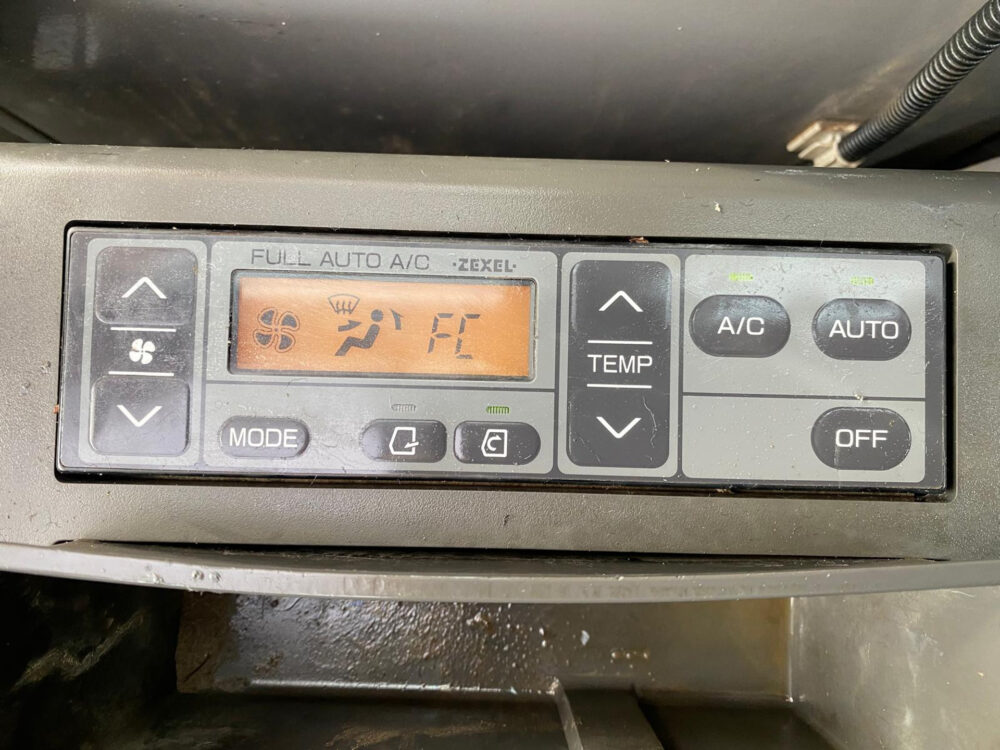 FULL AUTO A/C ·ZEXEL·
FC
TEMP
A/C
AUTO
MODE
OFF